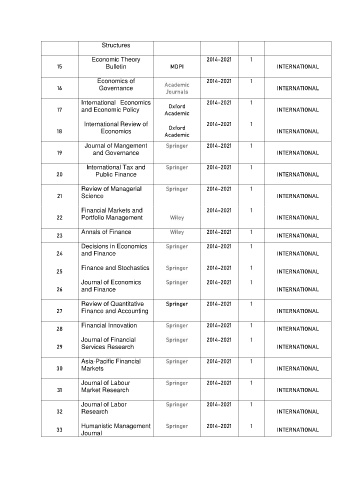 Structures
15 Economic Theory Bulletin MDPI 2014-2021 1 INTERNATIONAL
16 Economics of Governance Academic Journals 2014-2021 1 INTERNATIONAL
17 International Economics and Economic Policy Oxford Academic 2014-2021 1 INTERNATIONAL
18 International Review of Economics Oxford Academic 2014-2021 1 INTERNATIONAL
19 Journal of Mangement and Governance Springer 2014-2021 1 INTERNATIONAL
20 International Tax and Public Finance Springer 2014-2021 1 INTERNATIONAL
21 Review of Managerial Science Springer 2014-2021 1 INTERNATIONAL
22 Financial Markets and Portfolio Management Wiley 2014-2021 1 INTERNATIONAL
23 Annals of Finance Wiley 2014-2021 1 INTERNATIONAL
24 Decisions in Economics and Finance Springer 2014-2021 1 INTERNATIONAL
25 Finance and Stochastics Springer 2014-2021 1 INTERNATIONAL
26 Journal of Economics and Finance Springer 2014-2021 1 INTERNATIONAL
27 Review of Quantitative Finance and Accounting Springer 2014-2021 1 INTERNATIONAL
28 Financial Innovation Springer 2014-2021 1 INTERNATIONAL
29 Journal of Financial Services Research Springer 2014-2021 1 INTERNATIONAL
30 Asia-Pacific Financial Markets Springer 2014-2021 1 INTERNATIONAL
31 Journal of Labour Market Research Springer 2014-2021 1 INTERNATIONAL
32 Journal of Labor Research Springer 2014-2021 1 INTERNATIONAL
33 Humanistic Management Journal Springer 2014-2021 1 INTERNATIONAL